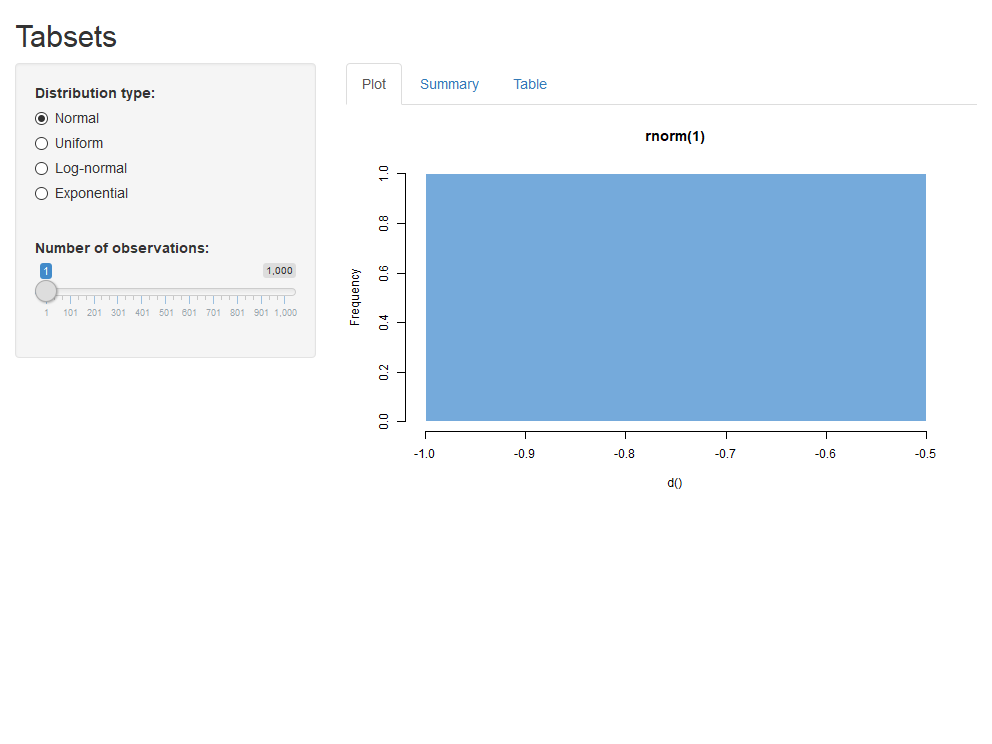 Tabsets
Distribution type:
Normal
Uniform
Log-normal
Exponential
Number of observations:
1 1,000
1 101 201 301 401 501 601 701 801 901 1,000
Plot Summary Table
rnorm(1)
Frequency
1.0
0.8
0.6
0.4
0.2
0.0
-1.0 -0.9 -0.8 -0.7 -0.6 -0.5
d()